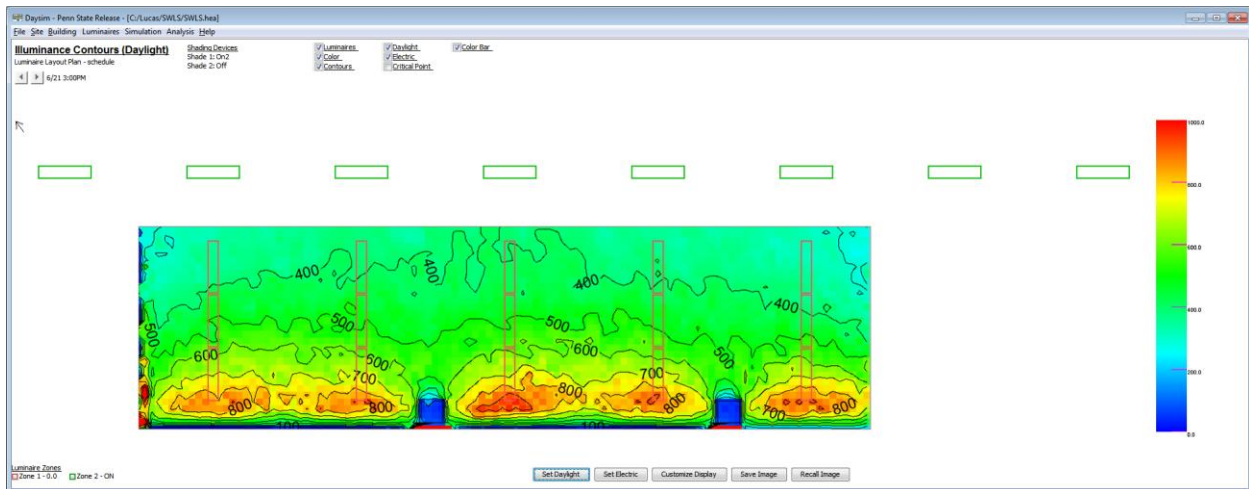 Daysim - Penn State Release - [C:/Lucas/SWLS/SWLS.hea]
File Site Building Luminaires Simulation Analysis Help
Illuminance Contours (Daylight)
Luminaire Layout Plan - schedule
6/21 3:00PM
Shading Devices
Shade 1: On2
Shade 2: Off
Luminaires
Color
Contours
Daylight
Electric
Critical Point
Color Bar
1000.0
800.0
600.0
400.0
200.0
0.0
400
400
400
400
500
500
500
500
600
600
600
700
700
700
800
800
800
800
800
100
100
Luminaire Zones
Zone 1 - 0.0 Zone 2 - ON
Set Daylight Set Electric Customize Display Save Image Recall Image